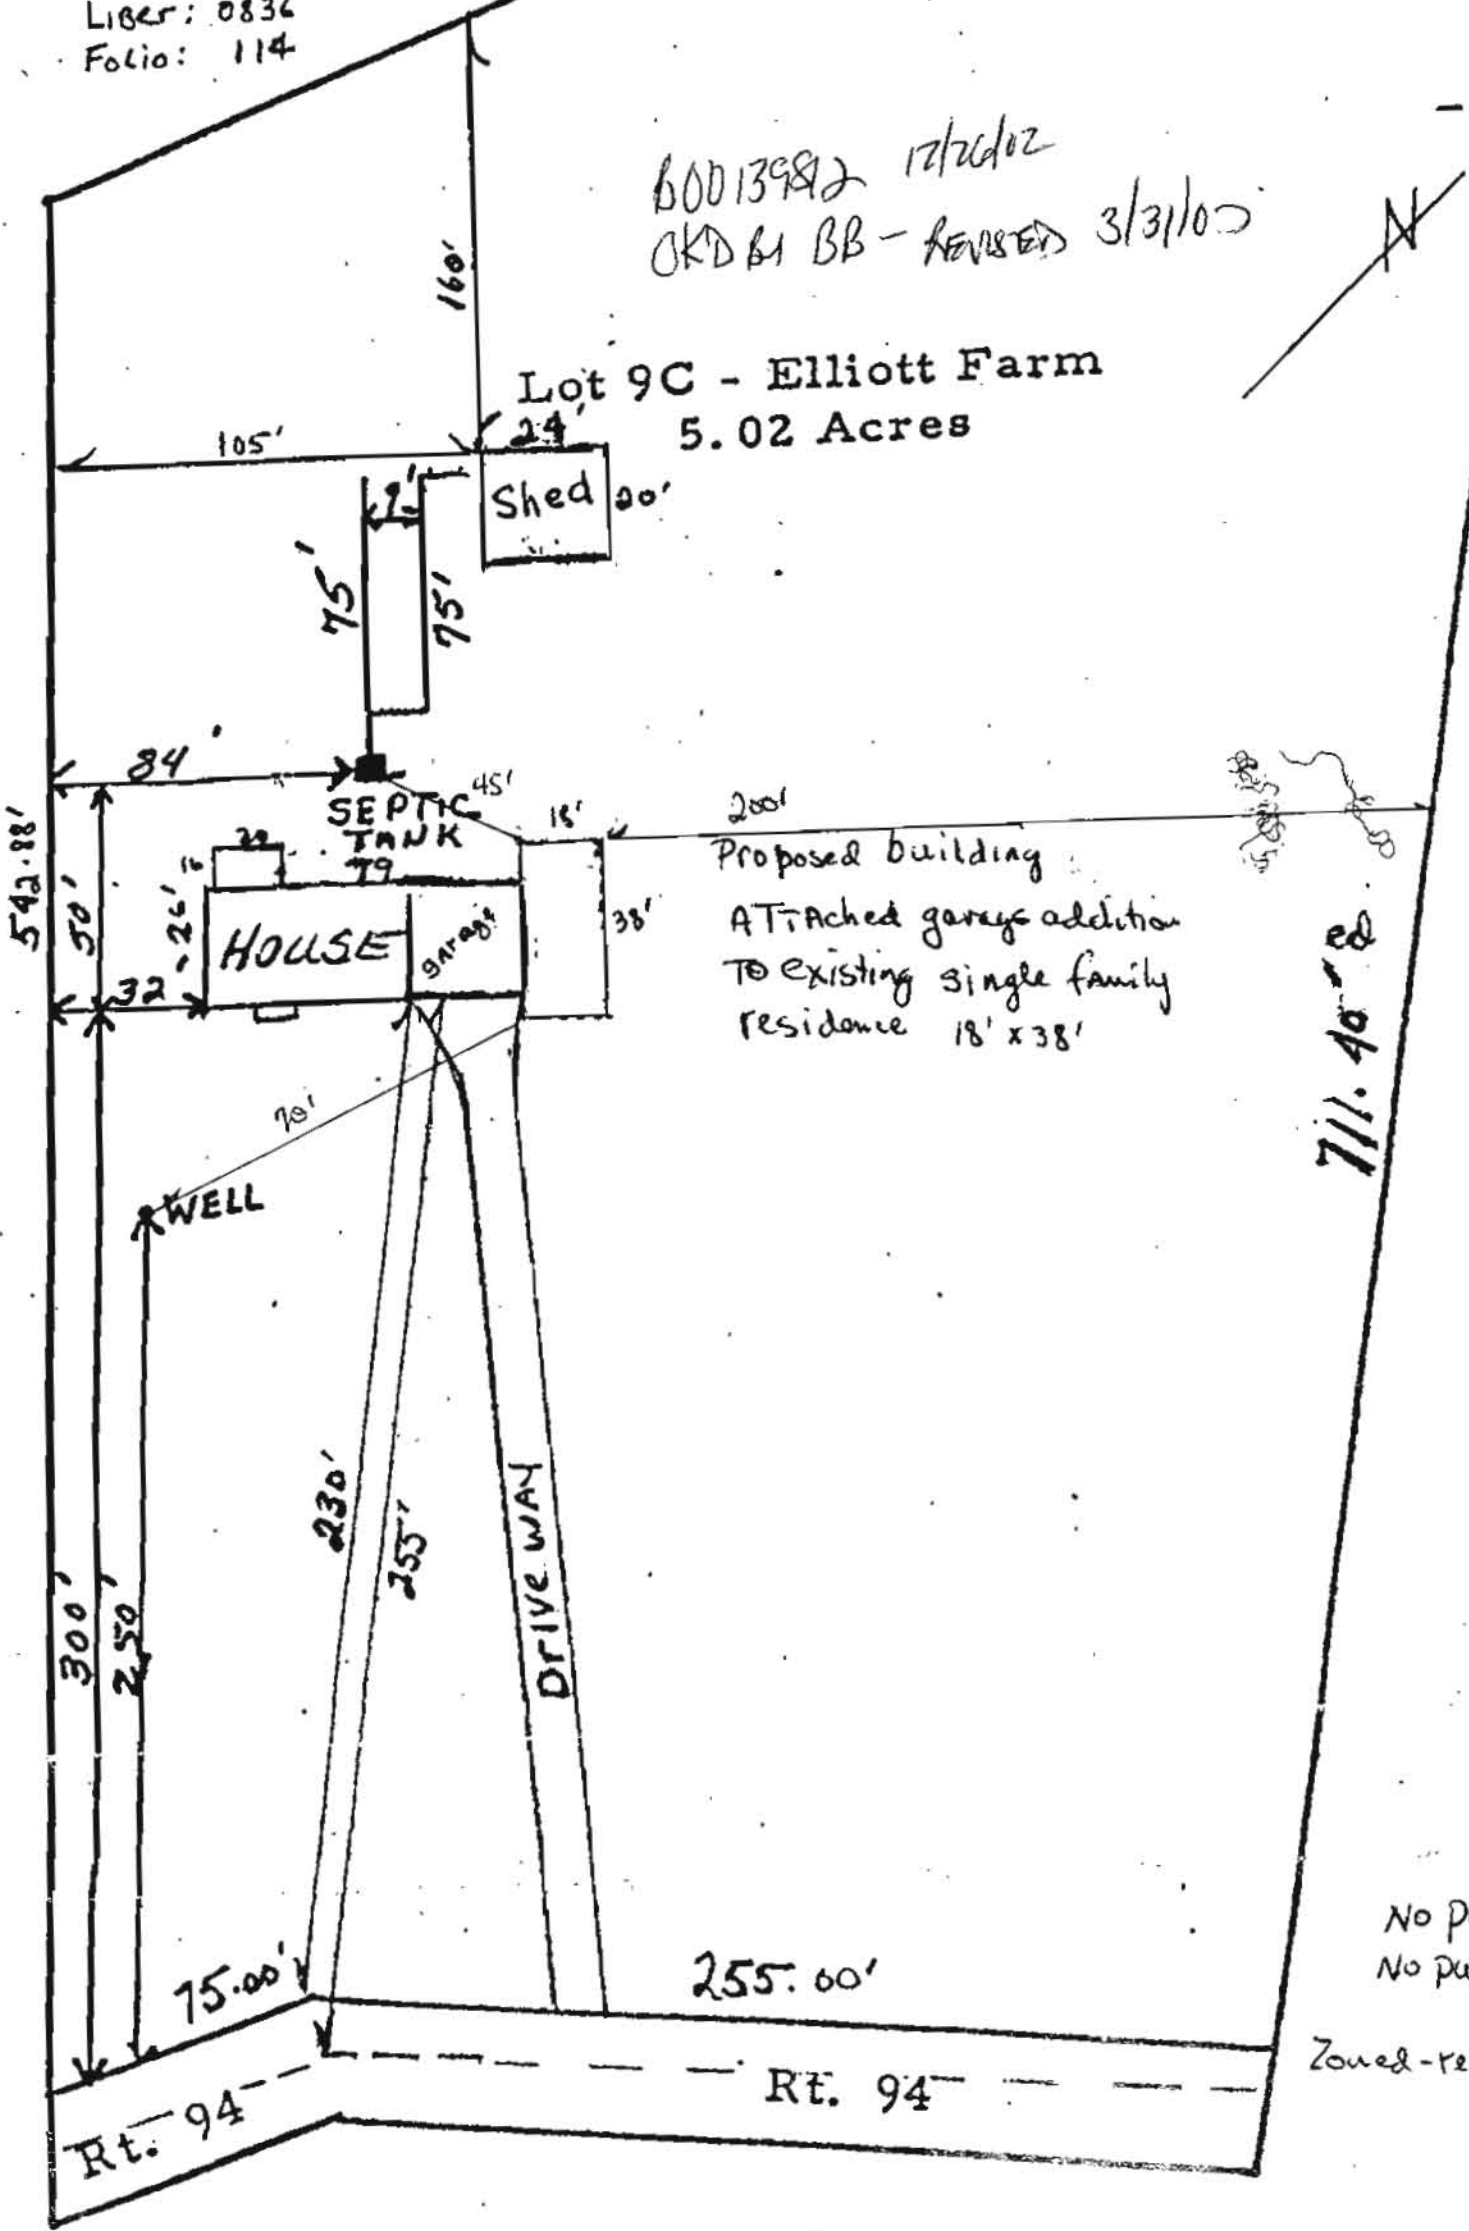 Liber: 0836
Folio: 114
B00139812 12/26/02
OKD BY BB - REVISED 3/31/03
N
160'
Lot 9C - Elliott Farm
5.02 Acres
105'
24'
Shed 20'
9'
75'
75'
84'
SEPTIC
TANK
45'
18'
200'
Proposed building
ATTAched garage addition
To existing single family
residence 18' x 38'
38'
20
16
79
26'
HOUSE
garage
32
50'
542.88'
711.40
ed
70'
WELL
230'
255'
DrIVe WAY
300'
250'
75.00'
255.00'
No P
No Pu
Zoned-re
Rt. 94
Rt. 94